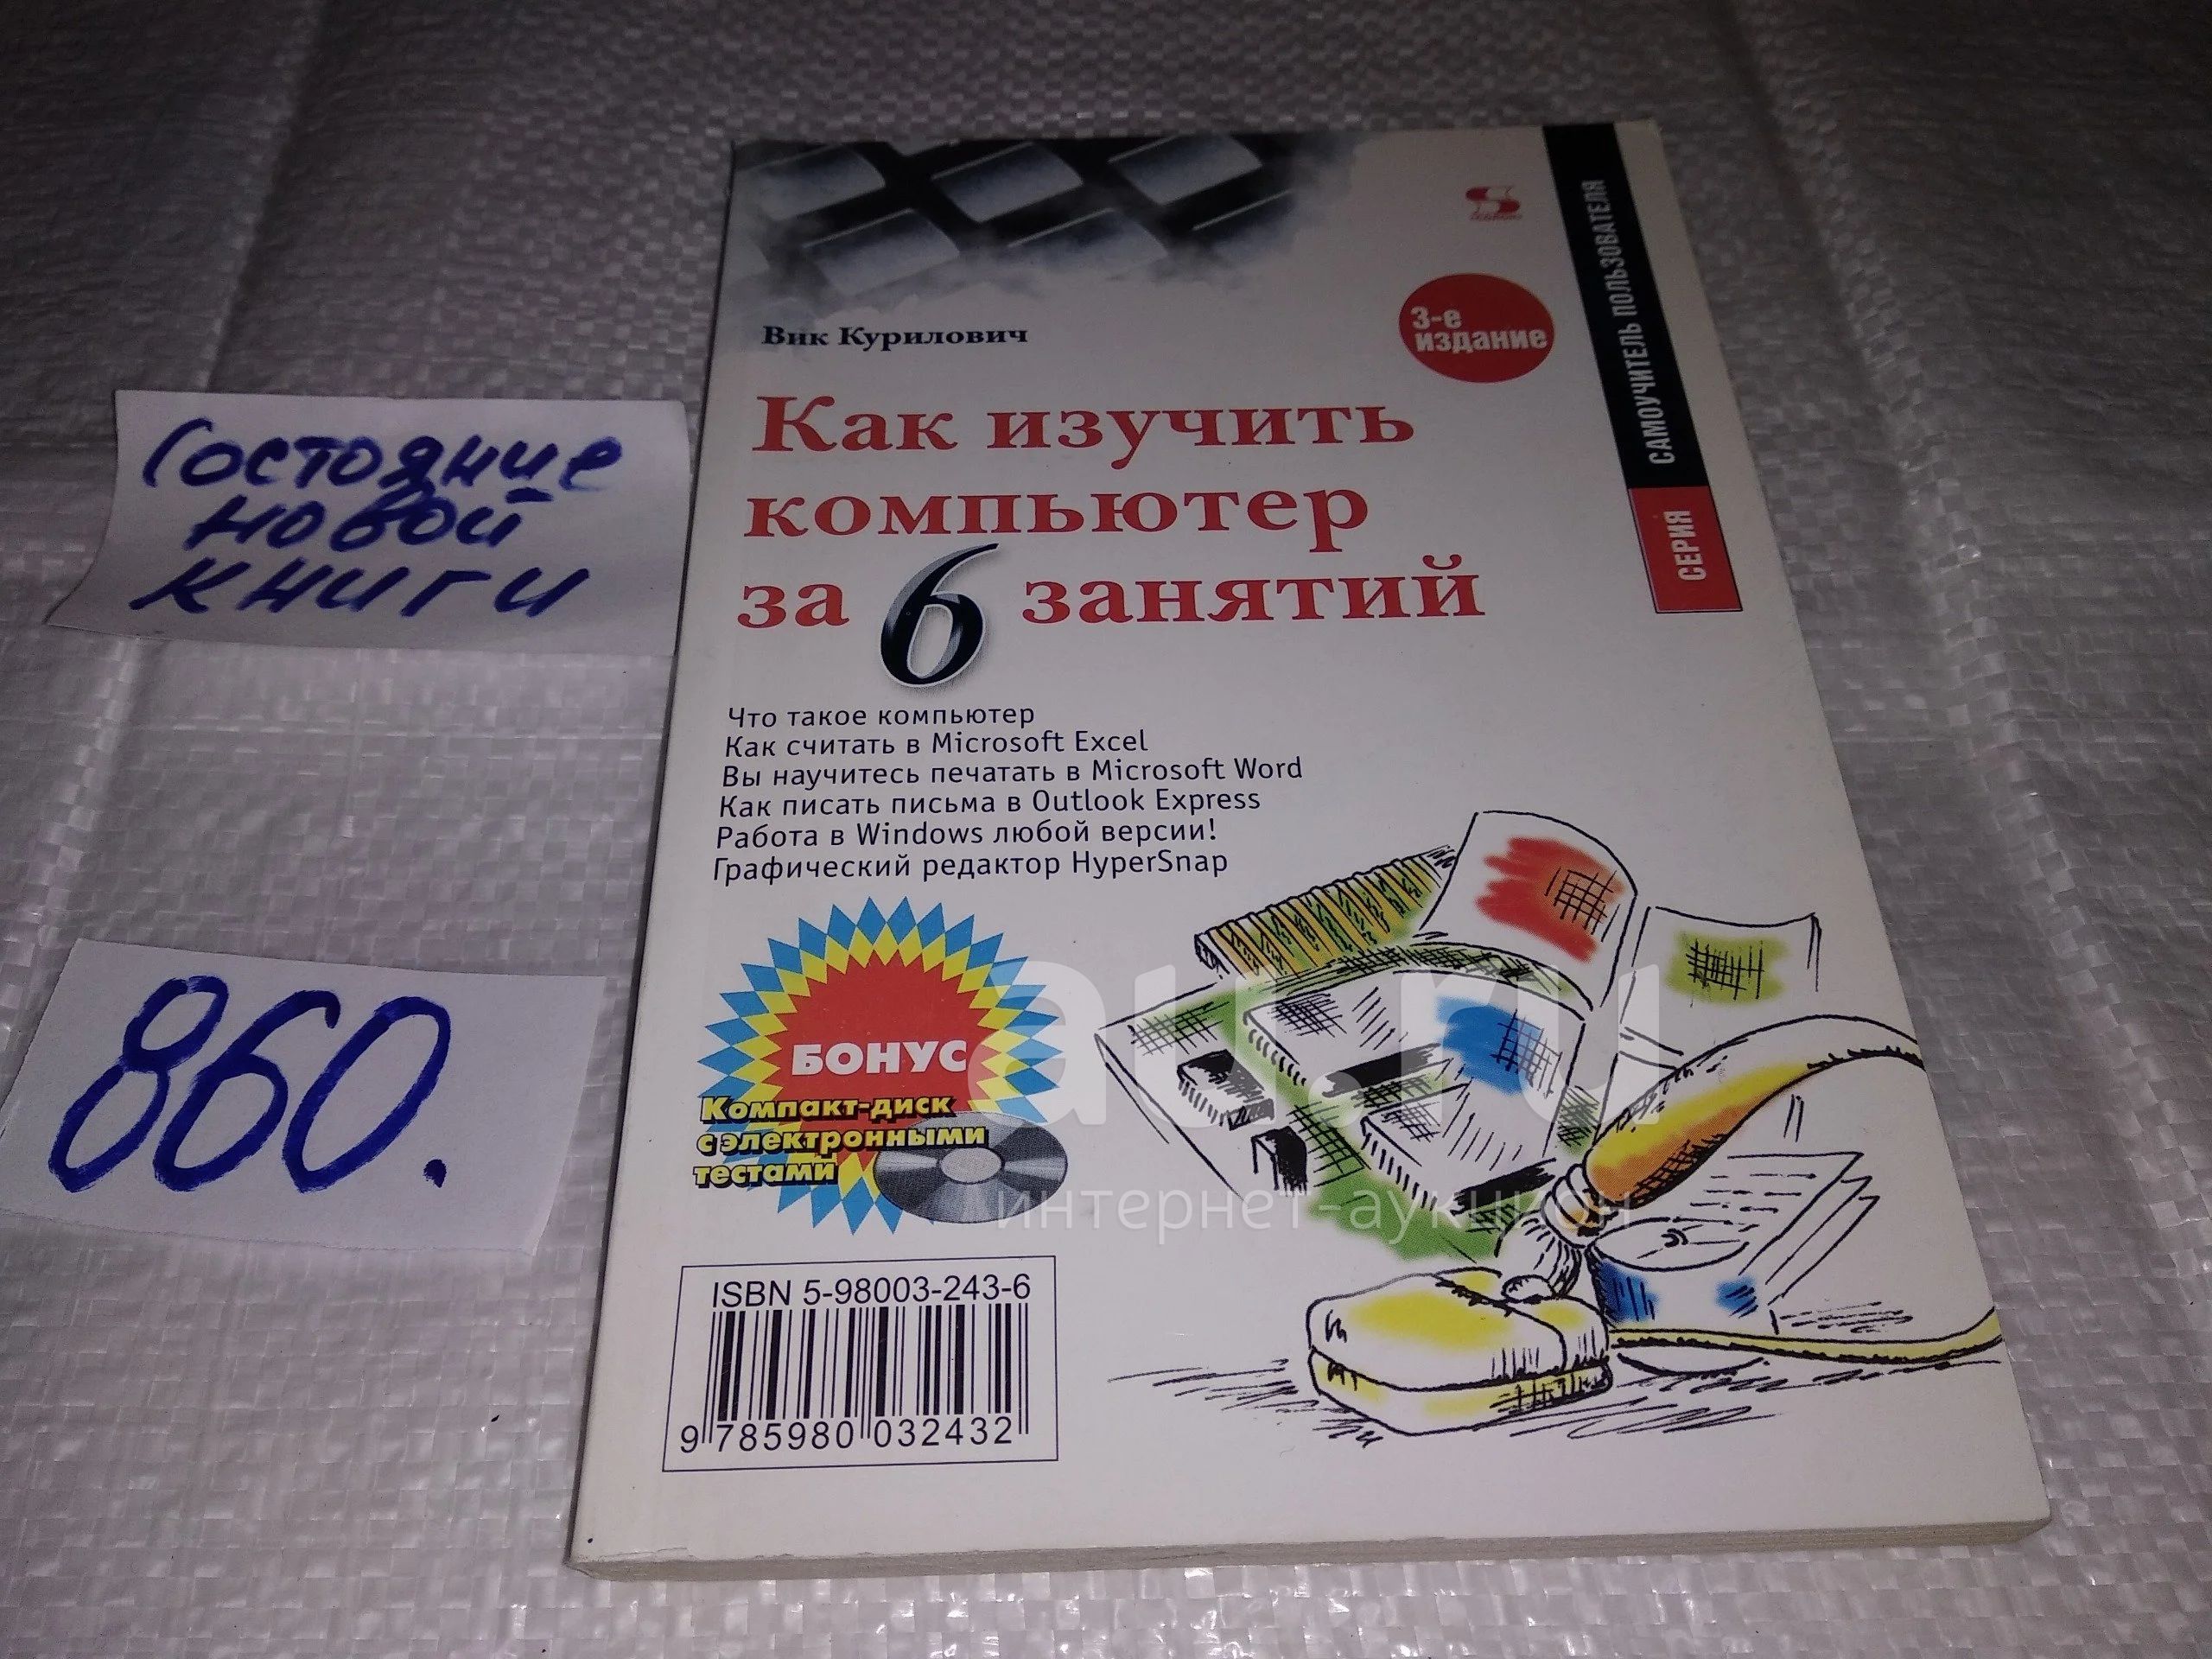 Состояние
новой
книги
860.
Вик Курилович
3-е
издание
САМОУЧИТЕЛЬ ПОЛЬЗОВАТЕЛЯ
СЕРИЯ
Как изучить
компьютер
за 6 занятий
Что такое компьютер
Как считать в Microsoft Excel
Вы научитесь печатать в Microsoft Word
Как писать письма в Outlook Express
Работа в Windows любой версии!
Графический редактор HyperSnap
БОНУС
Компакт-диск
с электронными
тестами
ISBN 5-98003-243-6
9 785980 032432
au.ru
интернет-аукцион